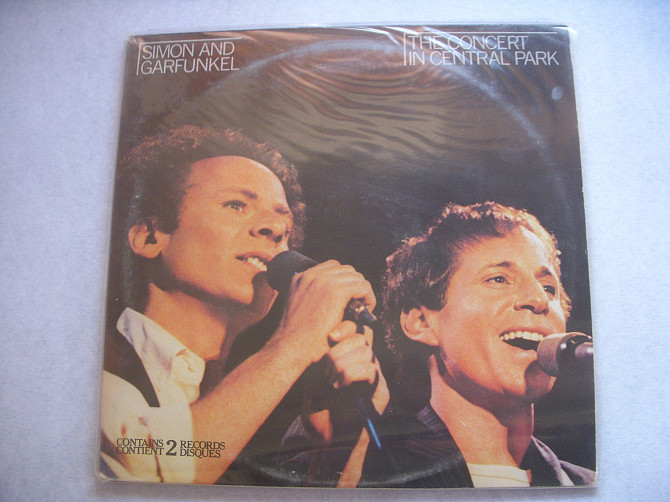 SIMON AND
GARFUNKEL
THE CONCERT
IN CENTRAL PARK
CONTAINS 2 RECORDS
CONTIENT DISQUES